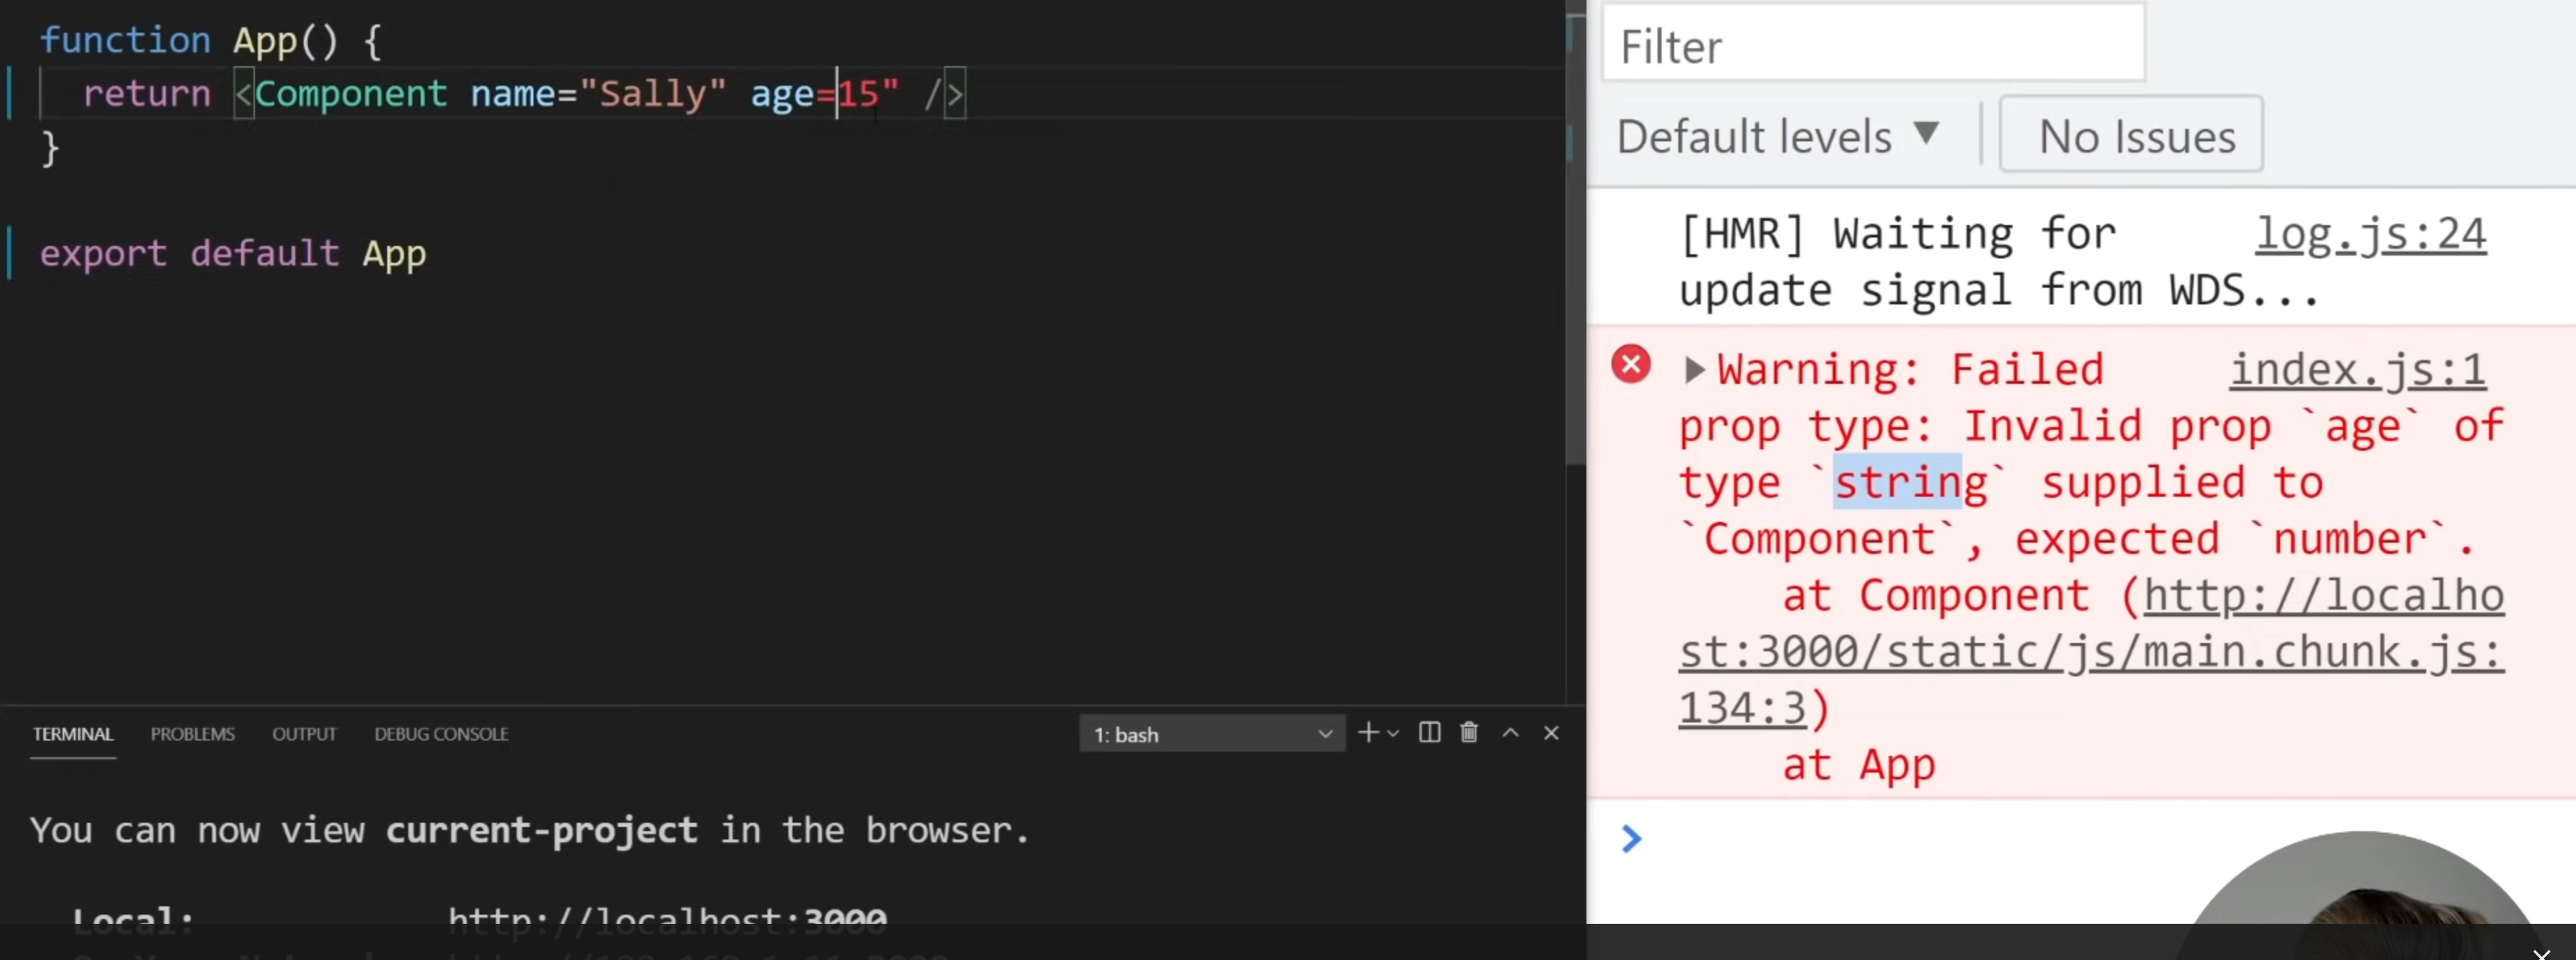 function App() {
return <Component name="Sally" age=15" />
}
export default App
TERMINAL PROBLEMS OUTPUT DEBUG CONSOLE
1: bash
You can now view current-project in the browser.
Local: http://localhost:3000
Filter
Default levels ▼ No Issues
[HMR] Waiting for log.js:24
update signal from WDS...
Warning: Failed index.js:1
prop type: Invalid prop `age` of
type `string` supplied to
`Component`, expected `number`.
at Component (http://localho
st:3000/static/js/main.chunk.js:
134:3)
at App